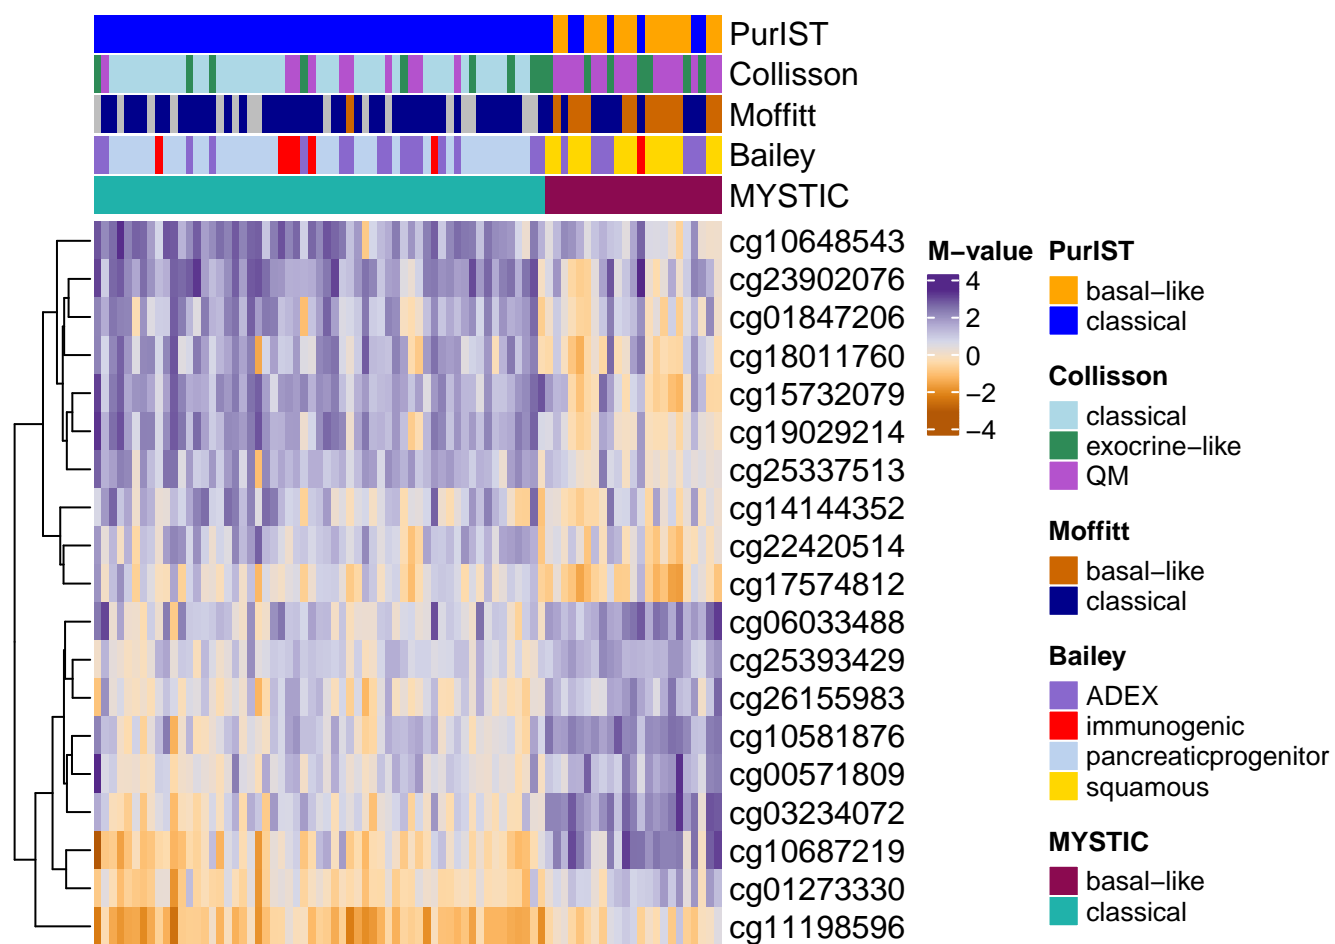 PurIST
Collisson
Moffitt
Bailey
MYSTIC
cg10648543
cg23902076
cg01847206
cg18011760
cg15732079
cg19029214
cg25337513
cg14144352
cg22420514
cg17574812
cg06033488
cg25393429
cg26155983
cg10581876
cg00571809
cg03234072
cg10687219
cg01273330
cg11198596
M−value
4
2
0
−2
−4
PurIST
basal−like
classical
Collisson
classical
exocrine−like
QM
Moffitt
basal−like
classical
Bailey
ADEX
immunogenic
pancreaticprogenitor
squamous
MYSTIC
basal−like
classical